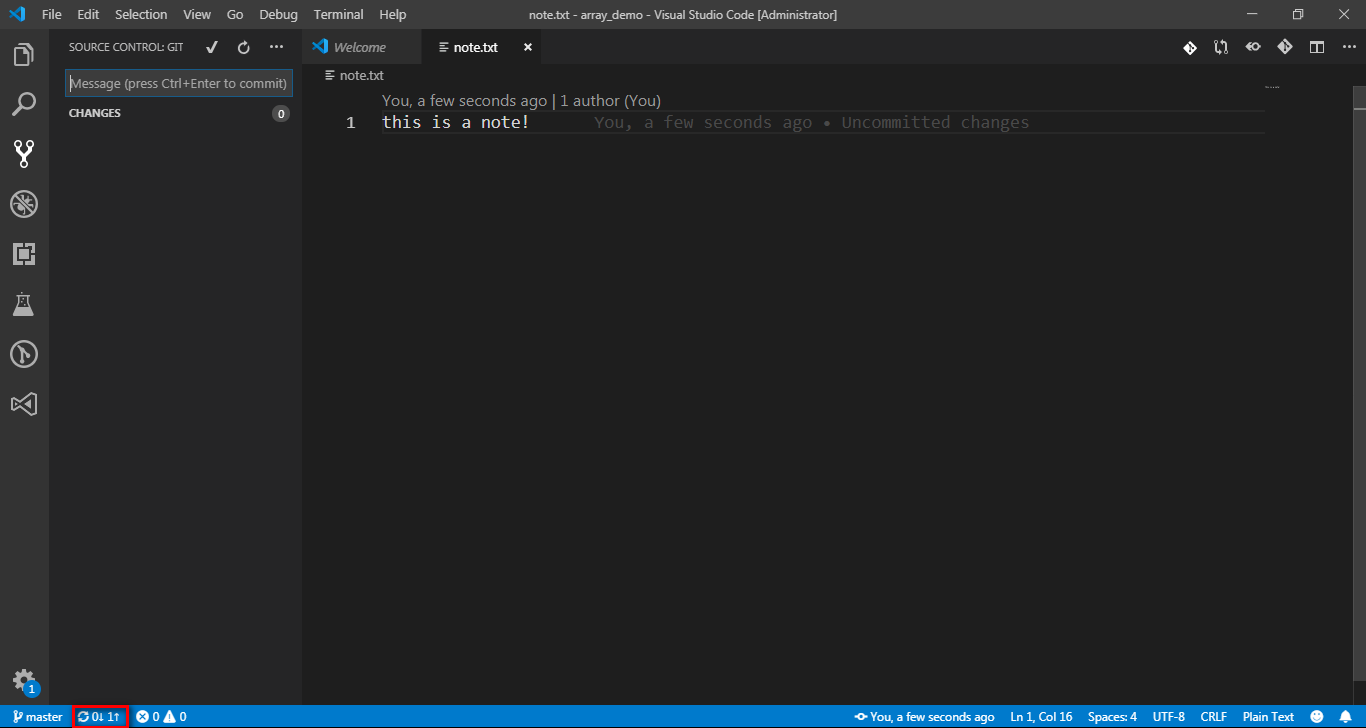 File Edit Selection View Go Debug Terminal Help note.txt - array_demo - Visual Studio Code [Administrator]
SOURCE CONTROL: GIT Welcome note.txt
note.txt
Message (press Ctrl+Enter to commit)
CHANGES 0
You, a few seconds ago | 1 author (You)
1 this is a note! You, a few seconds ago • Uncommitted changes
1
master 0↓ 1↑ 0 0 You, a few seconds ago Ln 1, Col 16 Spaces: 4 UTF-8 CRLF Plain Text